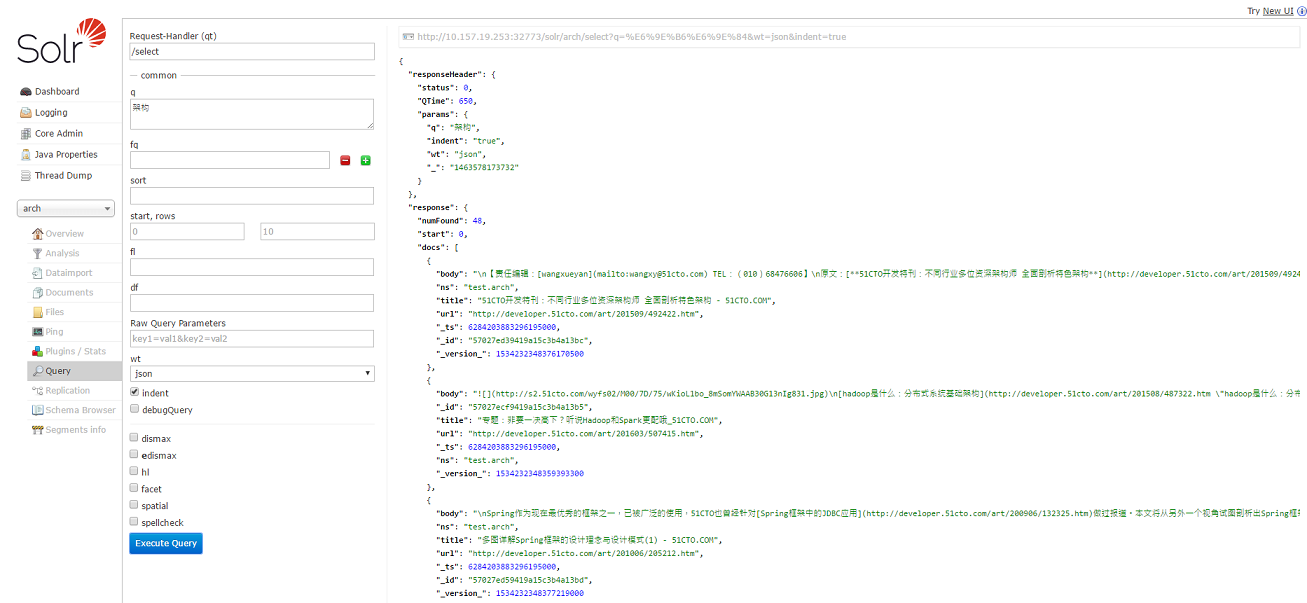 Try New UI
Solr
Dashboard
Logging
Core Admin
Java Properties
Thread Dump
arch
Overview
Analysis
Dataimport
Documents
Files
Ping
Plugins / Stats
Query
Replication
Schema Browser
Segments info
Request-Handler (qt)
/select
common
q
架构
fq
sort
start, rows
0 10
fl
df
Raw Query Parameters
key1=val1&key2=val2
wt
json
indent
debugQuery
dismax
edismax
hl
facet
spatial
spellcheck
Execute Query
http://10.157.19.253:32773/solr/arch/select?q=%E6%9E%B6%E6%9E%84&wt=json&indent=true
{
"responseHeader": {
"status": 0,
"QTime": 650,
"params": {
"q": "架构",
"indent": "true",
"wt": "json",
"_": "1463578173732"
}
},
"response": {
"numFound": 48,
"start": 0,
"docs": [
{
"body": "\n【责任编辑：[wangxueyan](mailto:wangxy@51cto.com) TEL：（010）68476606】\n原文：[**51CTO开发特刊：不同行业多位资深架构师 全面剖析特色架构**](http://developer.51cto.com/art/201509/4924
"ns": "test.arch",
"title": "51CTO开发特刊：不同行业多位资深架构师 全面剖析特色架构 - 51CTO.COM",
"url": "http://developer.51cto.com/art/201509/492422.htm",
"_ts": 6284203883296195000,
"_id": "57027ed39419a15c3b4a13bc",
"_version_": 1534232348376170500
},
{
"body": "![](http://s2.51cto.com/wyfs02/M00/7D/75/wKioL1bo_8mSomYWAAB30G13nIg831.jpg)\n[hadoop是什么：分布式系统基础架构](http://developer.51cto.com/art/201508/487322.htm \"hadoop是什么：分布
"_id": "57027ecf9419a15c3b4a13b5",
"title": "专题：非要一决高下？听说Hadoop和Spark更配哦_51CTO.COM",
"url": "http://developer.51cto.com/art/201603/507415.htm",
"_ts": 6284203883296195000,
"ns": "test.arch",
"_version_": 1534232348359393300
},
{
"body": "\nSpring作为现在最优秀的框架之一，已被广泛的使用，51CTO也曾经针对[Spring框架中的JDBC应用](http://developer.51cto.com/art/200906/132325.htm)做过报道。本文将从另外一个视角试图剖析出Spring框架
"ns": "test.arch",
"title": "多图详解Spring框架的设计理念与设计模式(1) - 51CTO.COM",
"url": "http://developer.51cto.com/art/201006/205212.htm",
"_ts": 6284203883296195000,
"_id": "57027ed59419a15c3b4a13bd",
"_version_": 1534232348377219000